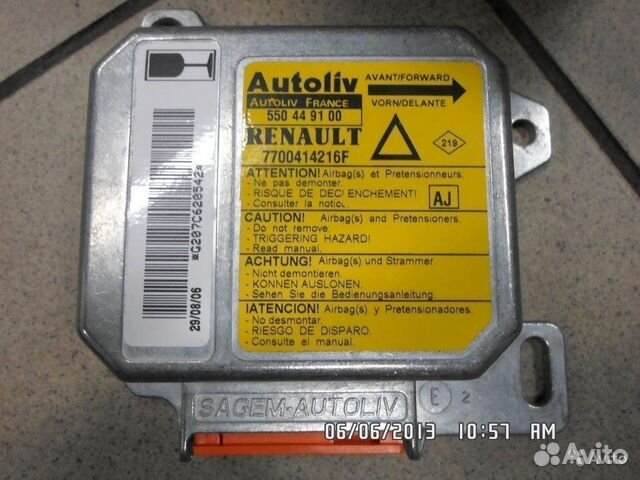 Autoliv
AVANT/FORWARD
AUTOLIV FRANCE
VORN/DELANTE
550 44 91 00
RENAULT
7700414216F
219
ATTENTION! Airbag(s) et Pretensionneurs.
- Ne pas demonter.
- RISQUE DE DECLENCHEMENT!
- Consulter la notice.
AJ
CAUTION! Airbag(s) and Pretensioners.
- Do not remove.
- TRIGGERING HAZARD!
- Read manual.
ACHTUNG! Airbag(s) und Strammer
- Nicht demontieren.
- KONNEN AUSLONEN.
- Sehen Sie die Bedienungsanleitung.
!ATENCION! Airbag(s) y Pretensionadores.
- No desmontar.
- RIESGO DE DISPARO.
- Consulte el manual.
*G207C620542*
29/08/06
SAGEM-AUTOLIV
E 2
06/06/2013 10:57 AM
Avito